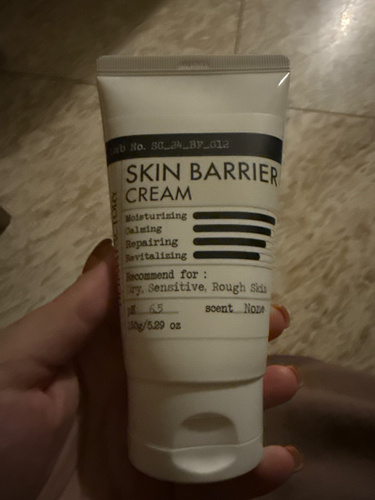 Lab No. SC_24_BF_012
SKIN BARRIER
CREAM
Moisturizing
Calming
Repairing
Revitalizing
Recommend for :
Dry, Sensitive, Rough Skin
pH 6.5 scent None
150g/5.29 oz